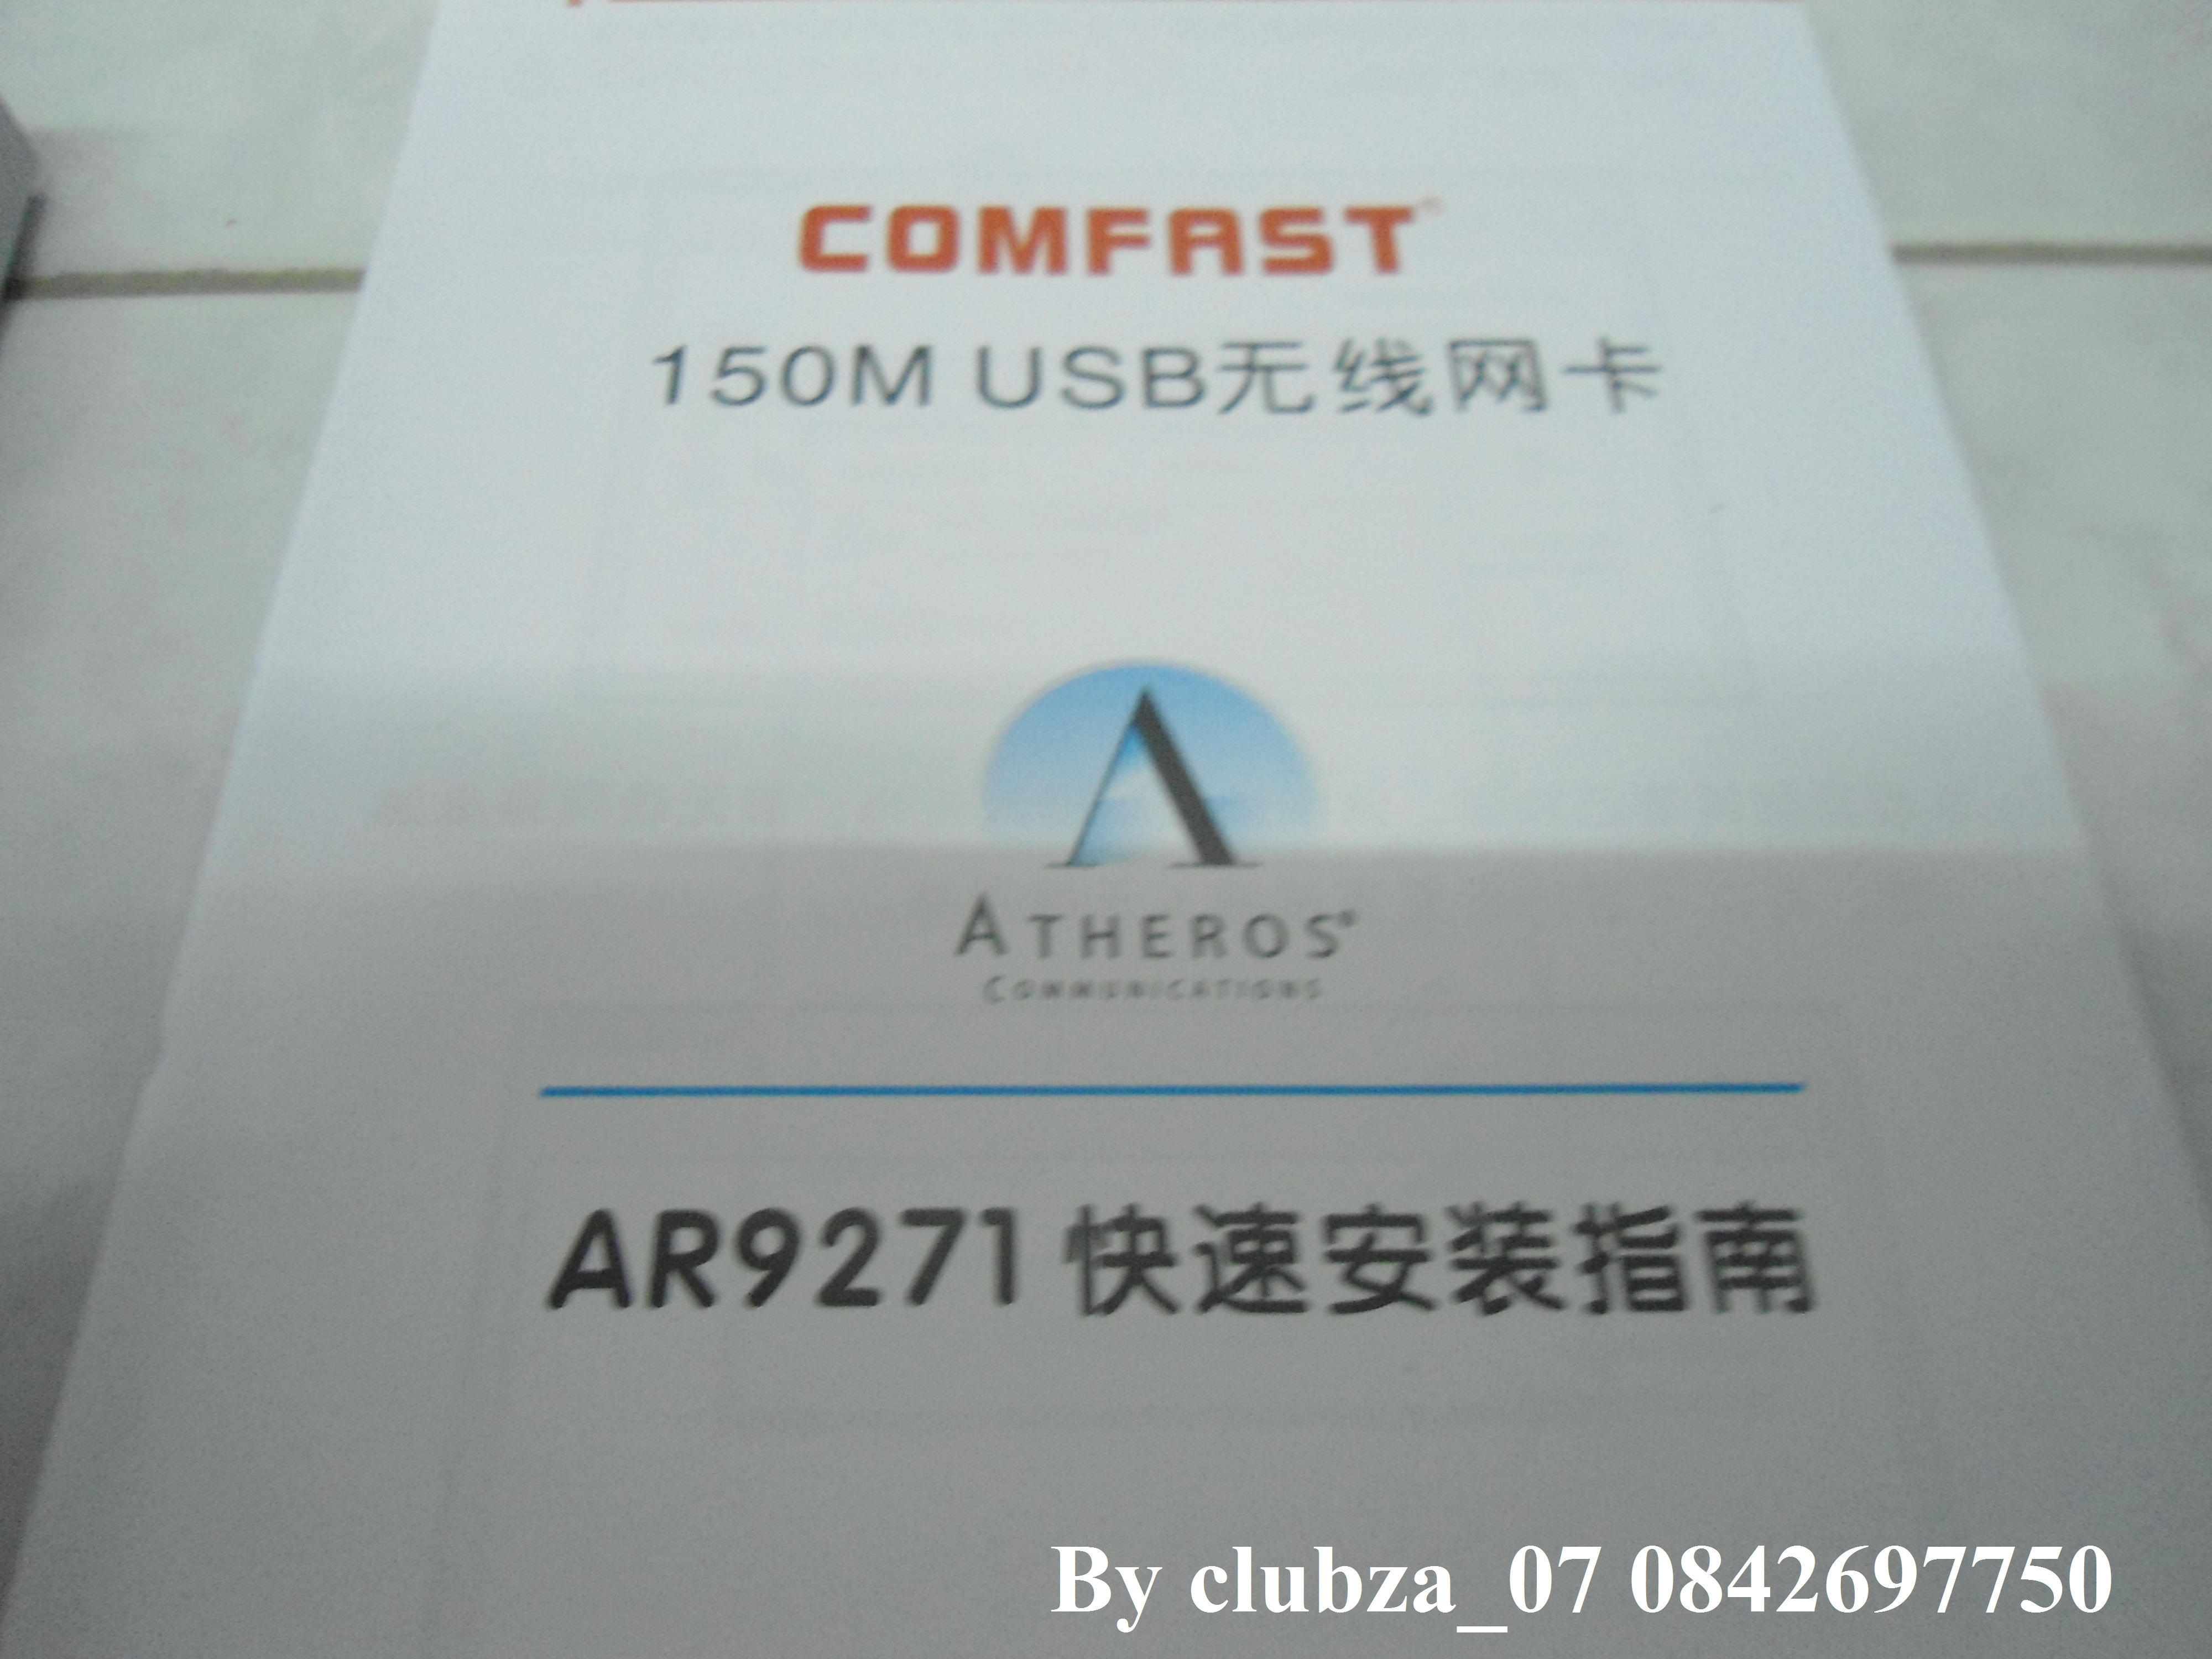 COMFAST
150M USB无线网卡
ATHEROS®
COMMUNICATIONS
AR9271 快速安装指南
By clubza_07 0842697750